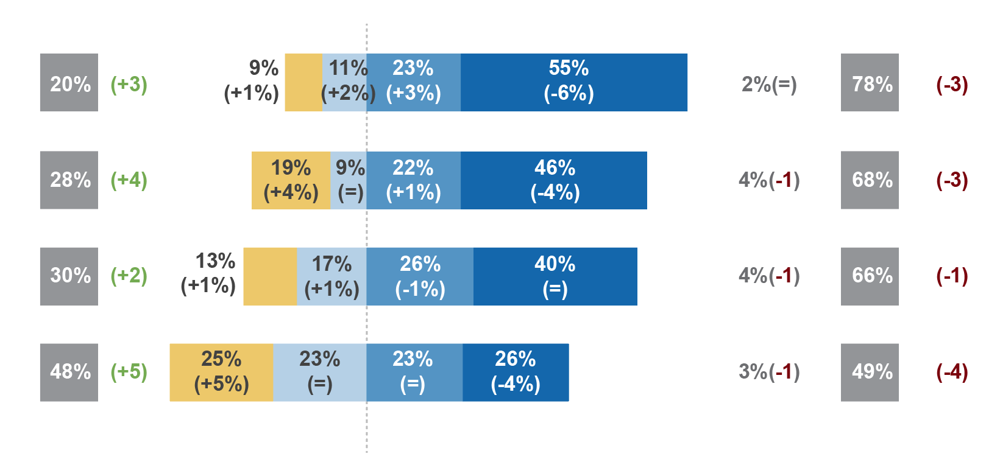 20% (+3) 9% 11% 23% 55% 2%(=) 78% (-3)
(+1%) (+2%) (+3%) (-6%)
28% (+4) 19% 9% 22% 46% 4%(-1) 68% (-3)
(+4%) (=) (+1%) (-4%)
30% (+2) 13% 17% 26% 40% 4%(-1) 66% (-1)
(+1%) (+1%) (-1%) (=)
48% (+5) 25% 23% 23% 26% 3%(-1) 49% (-4)
(+5%) (=) (=) (-4%)